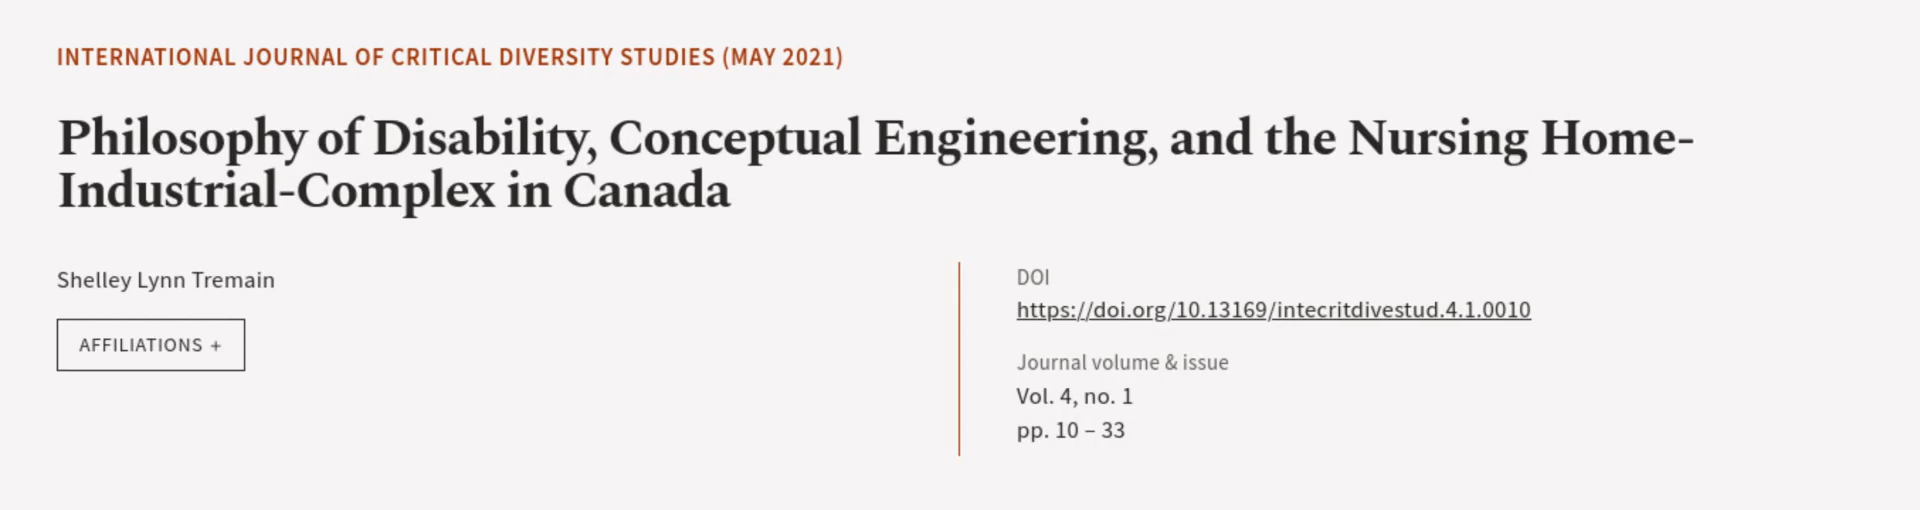 INTERNATIONAL JOURNAL OF CRITICAL DIVERSITY STUDIES (MAY 2021)
Philosophy of Disability, Conceptual Engineering, and the Nursing Home-
Industrial-Complex in Canada
Shelley Lynn Tremain
AFFILIATIONS +
DOI
https://doi.org/10.13169/intecritdivestud.4.1.0010
Journal volume & issue
Vol. 4, no. 1
pp. 10 – 33